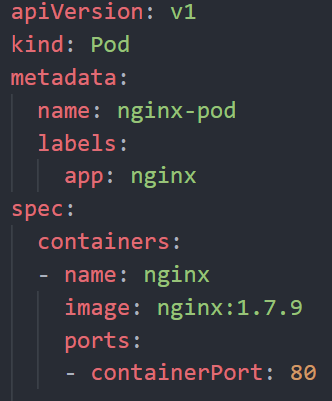 apiVersion: v1
kind: Pod
metadata:
  name: nginx-pod
  labels:
    app: nginx
spec:
  containers:
  - name: nginx
    image: nginx:1.7.9
    ports:
    - containerPort: 80